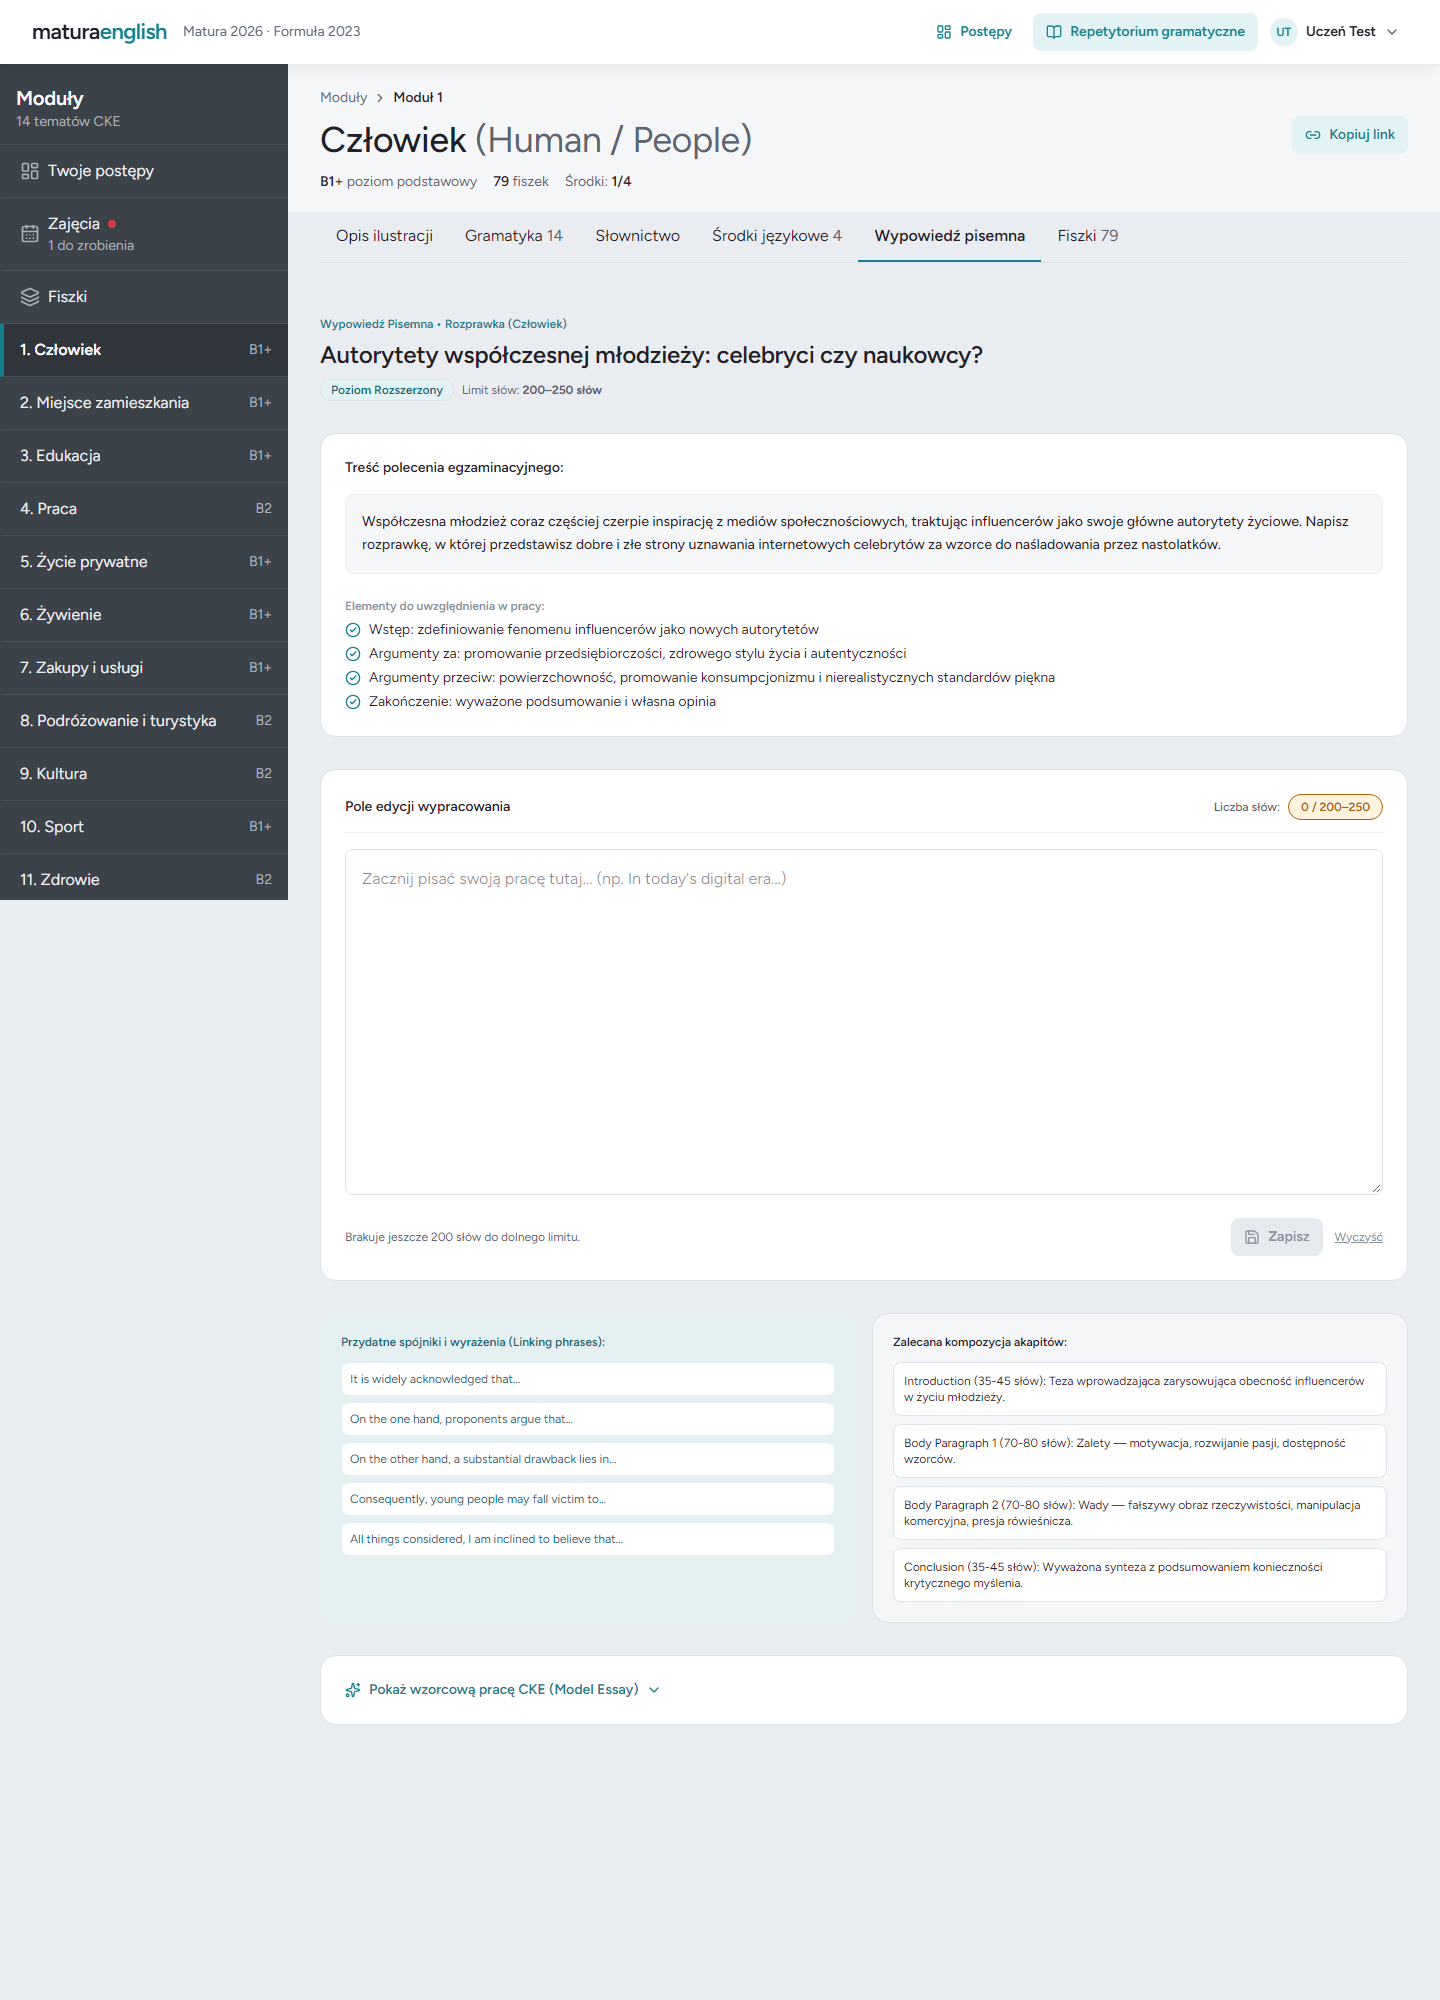 maturaenglish
Matura 2026 · Formuła 2023
Postępy
Repetytorium gramatyczne
UT
Uczeń Test
Moduły
14 tematów CKE
Twoje postępy
Zajęcia
1 do zrobienia
Fiszki
1. Człowiek B1+
2. Miejsce zamieszkania B1+
3. Edukacja B1+
4. Praca B2
5. Życie prywatne B1+
6. Żywienie B1+
7. Zakupy i usługi B1+
8. Podróżowanie i turystyka B2
9. Kultura B2
10. Sport B1+
11. Zdrowie B2
Moduły > Moduł 1
Człowiek (Human / People)
Kopiuj link
B1+ poziom podstawowy 79 fiszek Środki: 1/4
Opis ilustracji
Gramatyka 14
Słownictwo
Środki językowe 4
Wypowiedź pisemna
Fiszki 79
Wypowiedź Pisemna • Rozprawka (Człowiek)
Autorytety współczesnej młodzieży: celebryci czy naukowcy?
Poziom Rozszerzony
Limit słów: 200–250 słów
Treść polecenia egzaminacyjnego:
Współczesna młodzież coraz częściej czerpie inspirację z mediów społecznościowych, traktując influencerów jako swoje główne autorytety życiowe. Napisz
rozprawkę, w której przedstawisz dobre i złe strony uznawania internetowych celebrytów za wzorce do naśladowania przez nastolatków.
Elementy do uwzględnienia w pracy:
Wstęp: zdefiniowanie fenomenu influencerów jako nowych autorytetów
Argumenty za: promowanie przedsiębiorczości, zdrowego stylu życia i autentyczności
Argumenty przeciw: powierzchowność, promowanie konsumpcjonizmu i nierealistycznych standardów piękna
Zakończenie: wyważone podsumowanie i własna opinia
Pole edycji wypracowania
Liczba słów: 0 / 200–250
Zacznij pisać swoją pracę tutaj... (np. In today's digital era...)
Brakuje jeszcze 200 słów do dolnego limitu.
Zapisz
Wyczyść
Przydatne spójniki i wyrażenia (Linking phrases):
It is widely acknowledged that...
On the one hand, proponents argue that...
On the other hand, a substantial drawback lies in...
Consequently, young people may fall victim to...
All things considered, I am inclined to believe that...
Zalecana kompozycja akapitów:
Introduction (35-45 słów): Teza wprowadzająca zarysowująca obecność influencerów
w życiu młodzieży.
Body Paragraph 1 (70-80 słów): Zalety — motywacja, rozwijanie pasji, dostępność
wzorców.
Body Paragraph 2 (70-80 słów): Wady — fałszywy obraz rzeczywistości, manipulacja
komercyjna, presja rówieśnicza.
Conclusion (35-45 słów): Wyważona synteza z podsumowaniem konieczności
krytycznego myślenia.
Pokaż wzorcową pracę CKE (Model Essay)